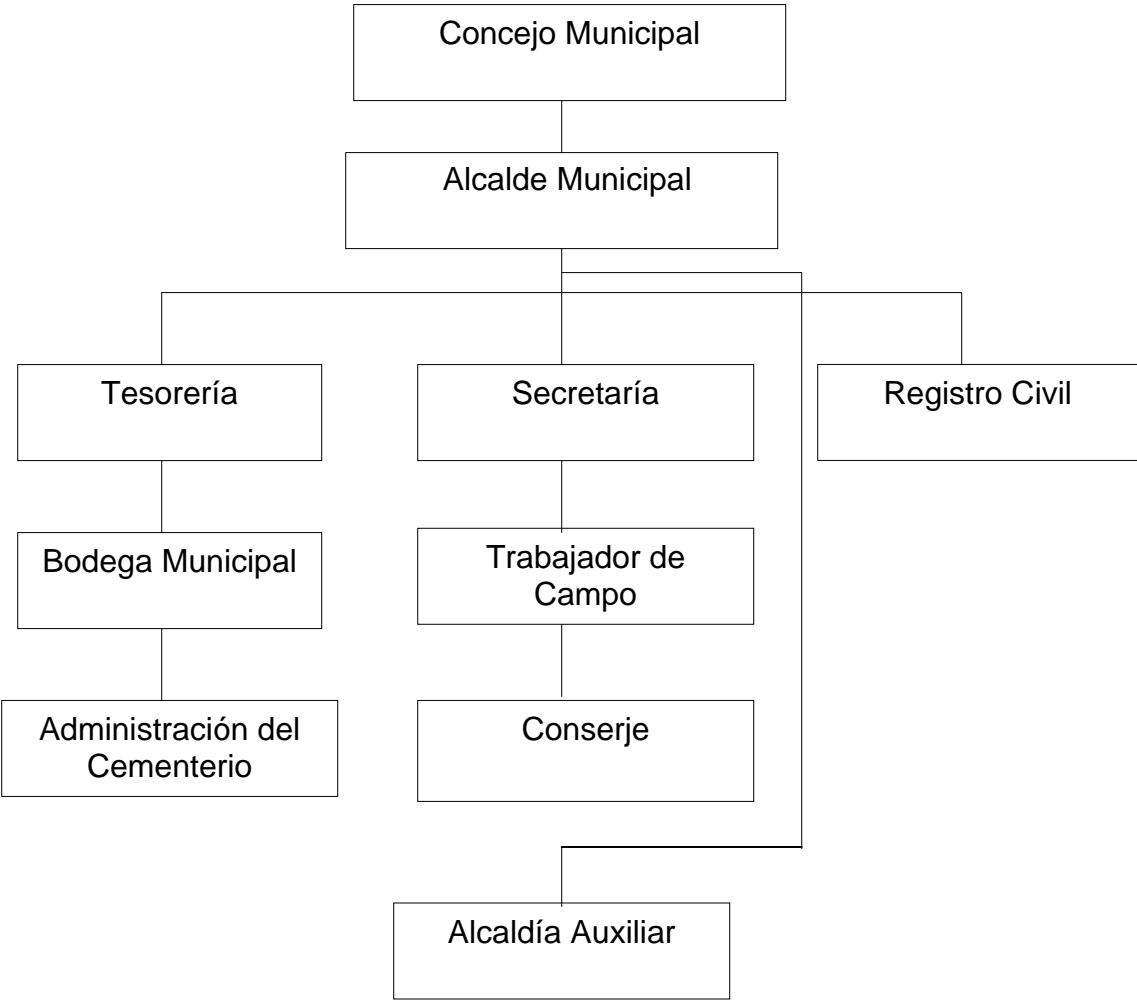 Concejo Municipal
Alcalde Municipal
Tesorería
Secretaría
Registro Civil
Bodega Municipal
Trabajador de
Campo
Administración del
Cementerio
Conserje
Alcaldía Auxiliar